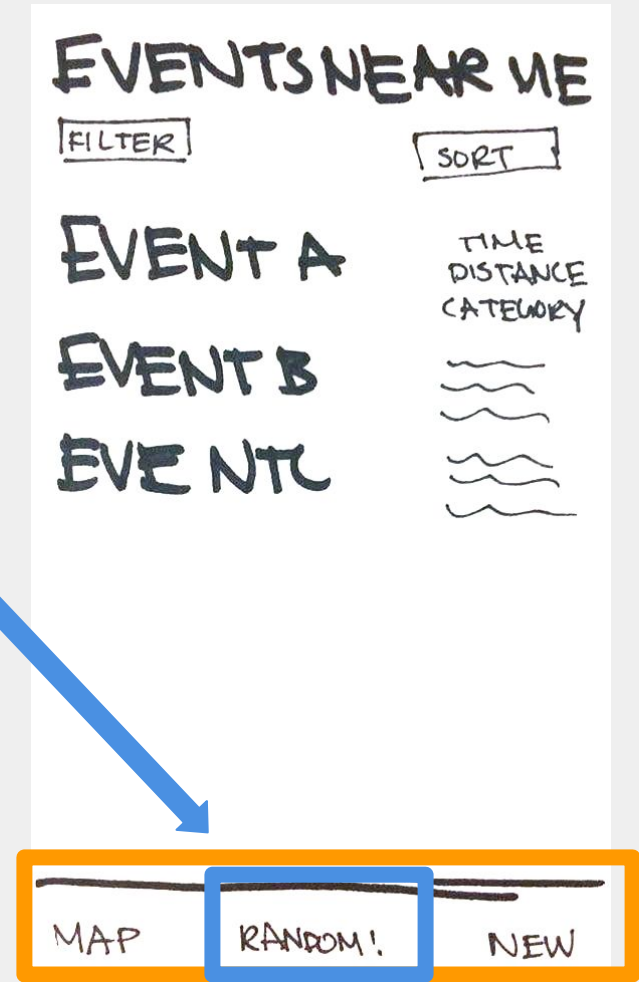 EVENTS NEAR ME
FILTER SORT
EVENT A
TIME
DISTANCE
CATEGORY
EVENT B
EVENT C
MAP RANDOM! NEW